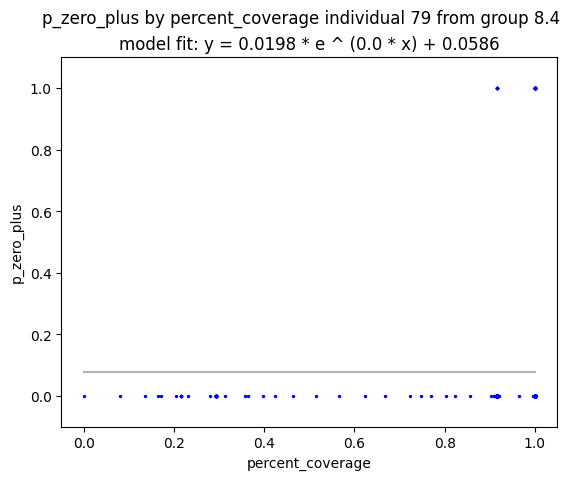 p_zero_plus by percent_coverage individual 79 from group 8.4
model fit: y = 0.0198 * e ^ (0.0 * x) + 0.0586
1.0
0.8
0.6
0.4
0.2
0.0
p_zero_plus
0.0 0.2 0.4 0.6 0.8 1.0
percent_coverage